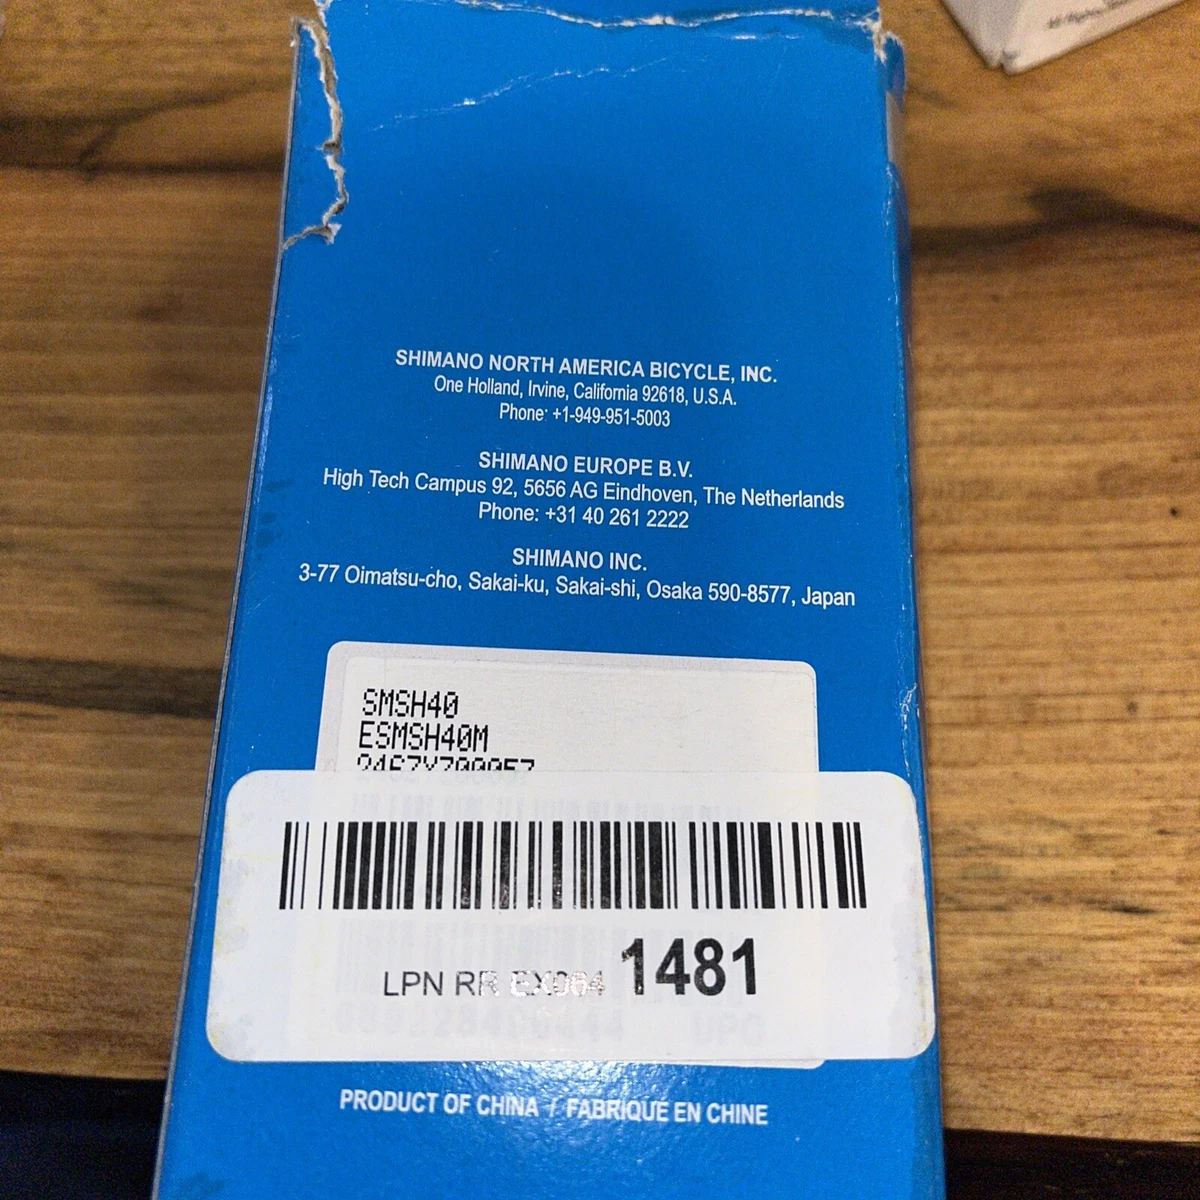 SHIMANO NORTH AMERICA BICYCLE, INC.
One Holland, Irvine, California 92618, U.S.A.
Phone: +1-949-951-5003
SHIMANO EUROPE B.V.
High Tech Campus 92, 5656 AG Eindhoven, The Netherlands
Phone: +31 40 261 2222
SHIMANO INC.
3-77 Oimatsu-cho, Sakai-ku, Sakai-shi, Osaka 590-8577, Japan
SMSH40
ESMSH40M
LPN RR EX064 1481
UPC
PRODUCT OF CHINA / FABRIQUE EN CHINE